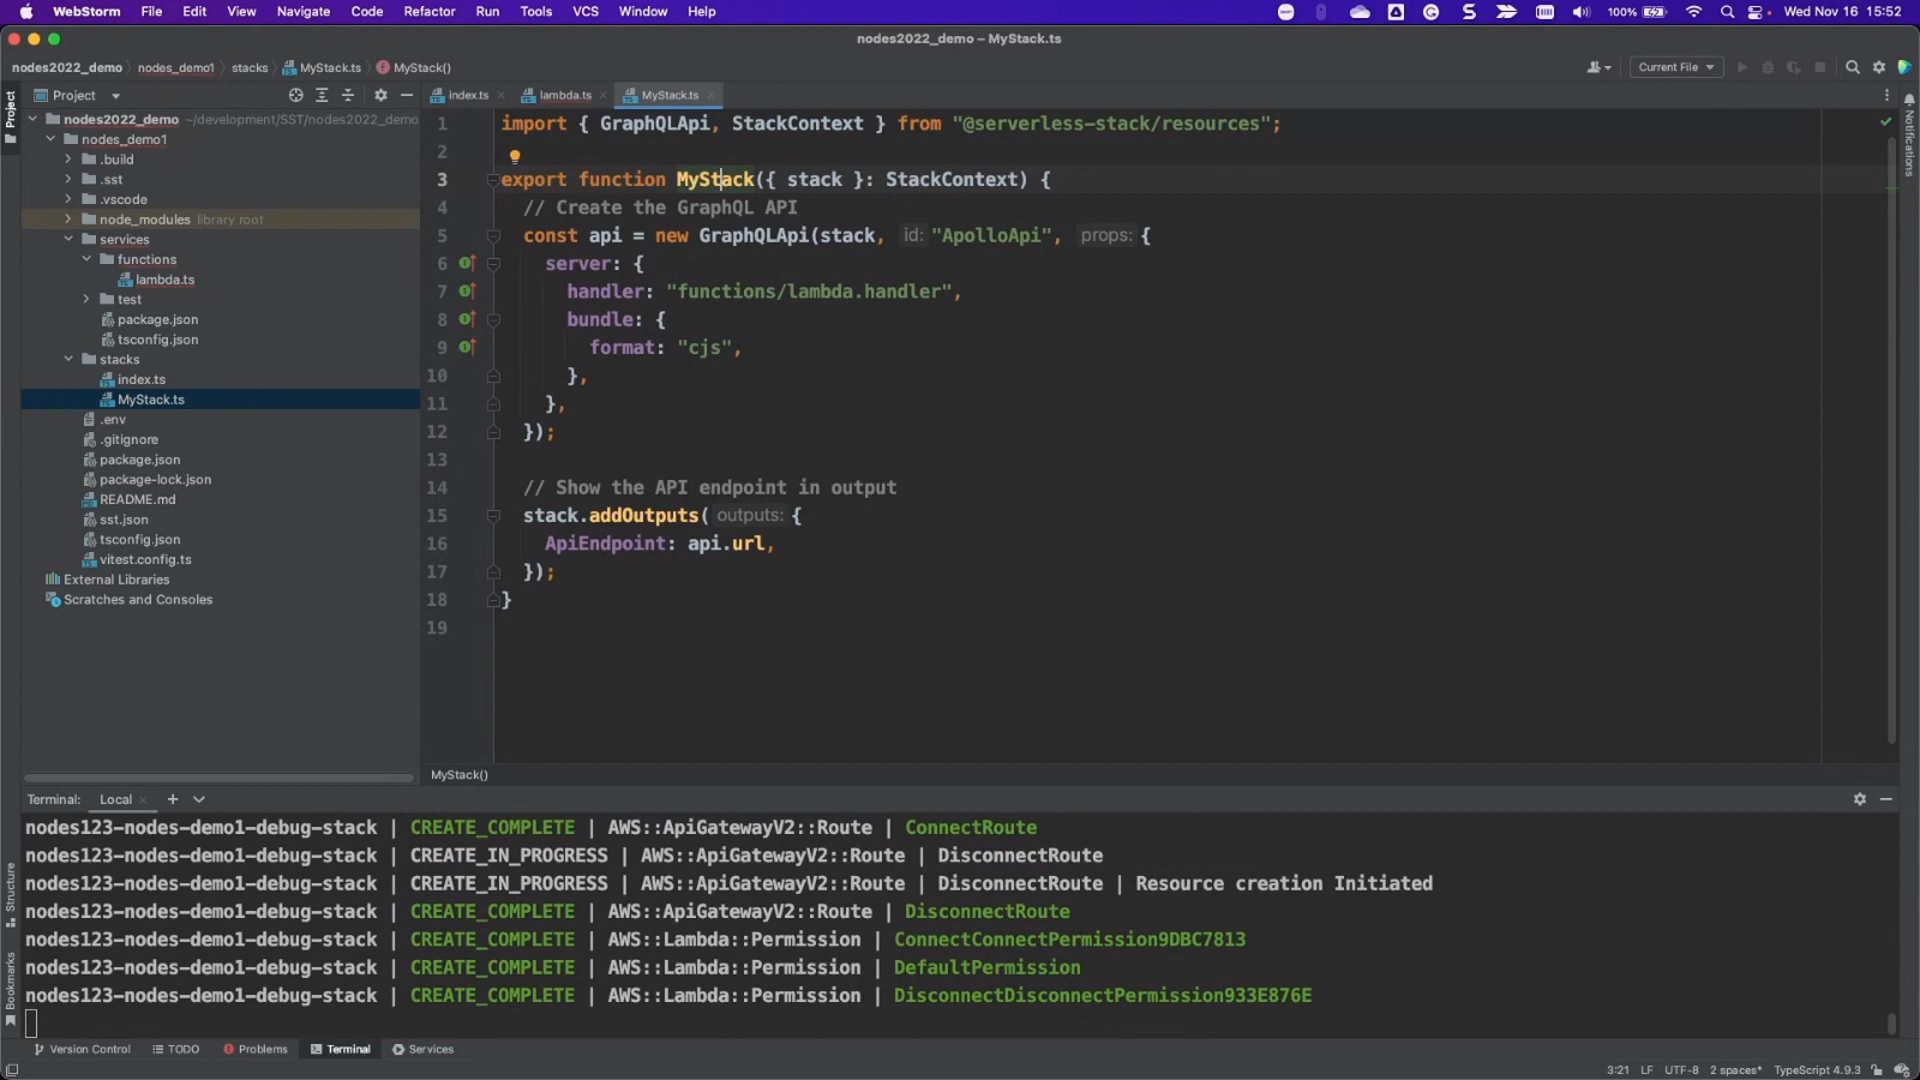 WebStorm File Edit View Navigate Code Refactor Run Tools VCS Window Help 100% Wed Nov 16 15:52
nodes2022_demo – MyStack.ts
nodes2022_demo nodes_demo1 stacks MyStack.ts MyStack() Current File
Project
Project
index.ts lambda.ts MyStack.ts
Notifications
nodes2022_demo ~/development/SST/nodes2022_demo
nodes_demo1
.build
.sst
.vscode
node_modules library root
services
functions
lambda.ts
test
package.json
tsconfig.json
stacks
index.ts
MyStack.ts
.env
.gitignore
package.json
package-lock.json
README.md
sst.json
tsconfig.json
vitest.config.ts
External Libraries
Scratches and Consoles
1 import { GraphQLApi, StackContext } from "@serverless-stack/resources";
2
3 export function MyStack({ stack }: StackContext) {
4 // Create the GraphQL API
5 const api = new GraphQLApi(stack, id: "ApolloApi", props: {
6 server: {
7 handler: "functions/lambda.handler",
8 bundle: {
9 format: "cjs",
10 },
11 },
12 });
13
14 // Show the API endpoint in output
15 stack.addOutputs( outputs: {
16 ApiEndpoint: api.url,
17 });
18 }
19
MyStack()
Terminal: Local
nodes123-nodes-demo1-debug-stack | CREATE_COMPLETE | AWS::ApiGatewayV2::Route | ConnectRoute
nodes123-nodes-demo1-debug-stack | CREATE_IN_PROGRESS | AWS::ApiGatewayV2::Route | DisconnectRoute
nodes123-nodes-demo1-debug-stack | CREATE_IN_PROGRESS | AWS::ApiGatewayV2::Route | DisconnectRoute | Resource creation Initiated
nodes123-nodes-demo1-debug-stack | CREATE_COMPLETE | AWS::ApiGatewayV2::Route | DisconnectRoute
nodes123-nodes-demo1-debug-stack | CREATE_COMPLETE | AWS::Lambda::Permission | ConnectConnectPermission9DBC7813
nodes123-nodes-demo1-debug-stack | CREATE_COMPLETE | AWS::Lambda::Permission | DefaultPermission
nodes123-nodes-demo1-debug-stack | CREATE_COMPLETE | AWS::Lambda::Permission | DisconnectDisconnectPermission933E876E
Structure
Bookmarks
Version Control TODO Problems Terminal Services
3:21 LF UTF-8 2 spaces* TypeScript 4.9.3